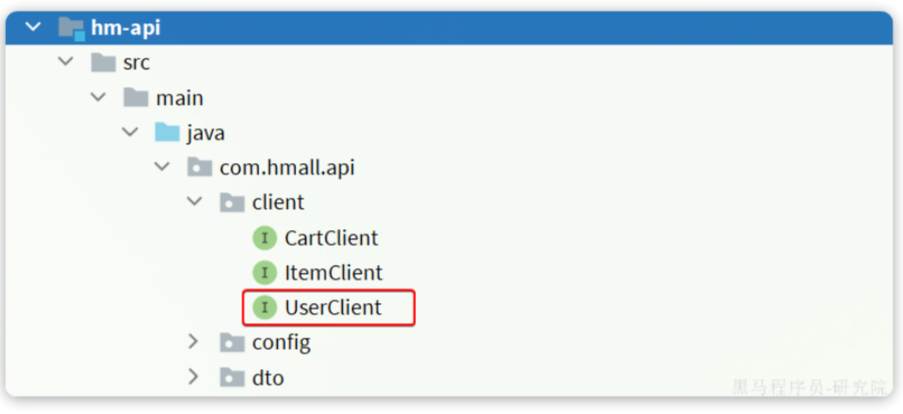 hm-api
src
main
java
com.hmall.api
client
I CartClient
I ItemClient
I UserClient
config
dto
黑马程序员-研究院